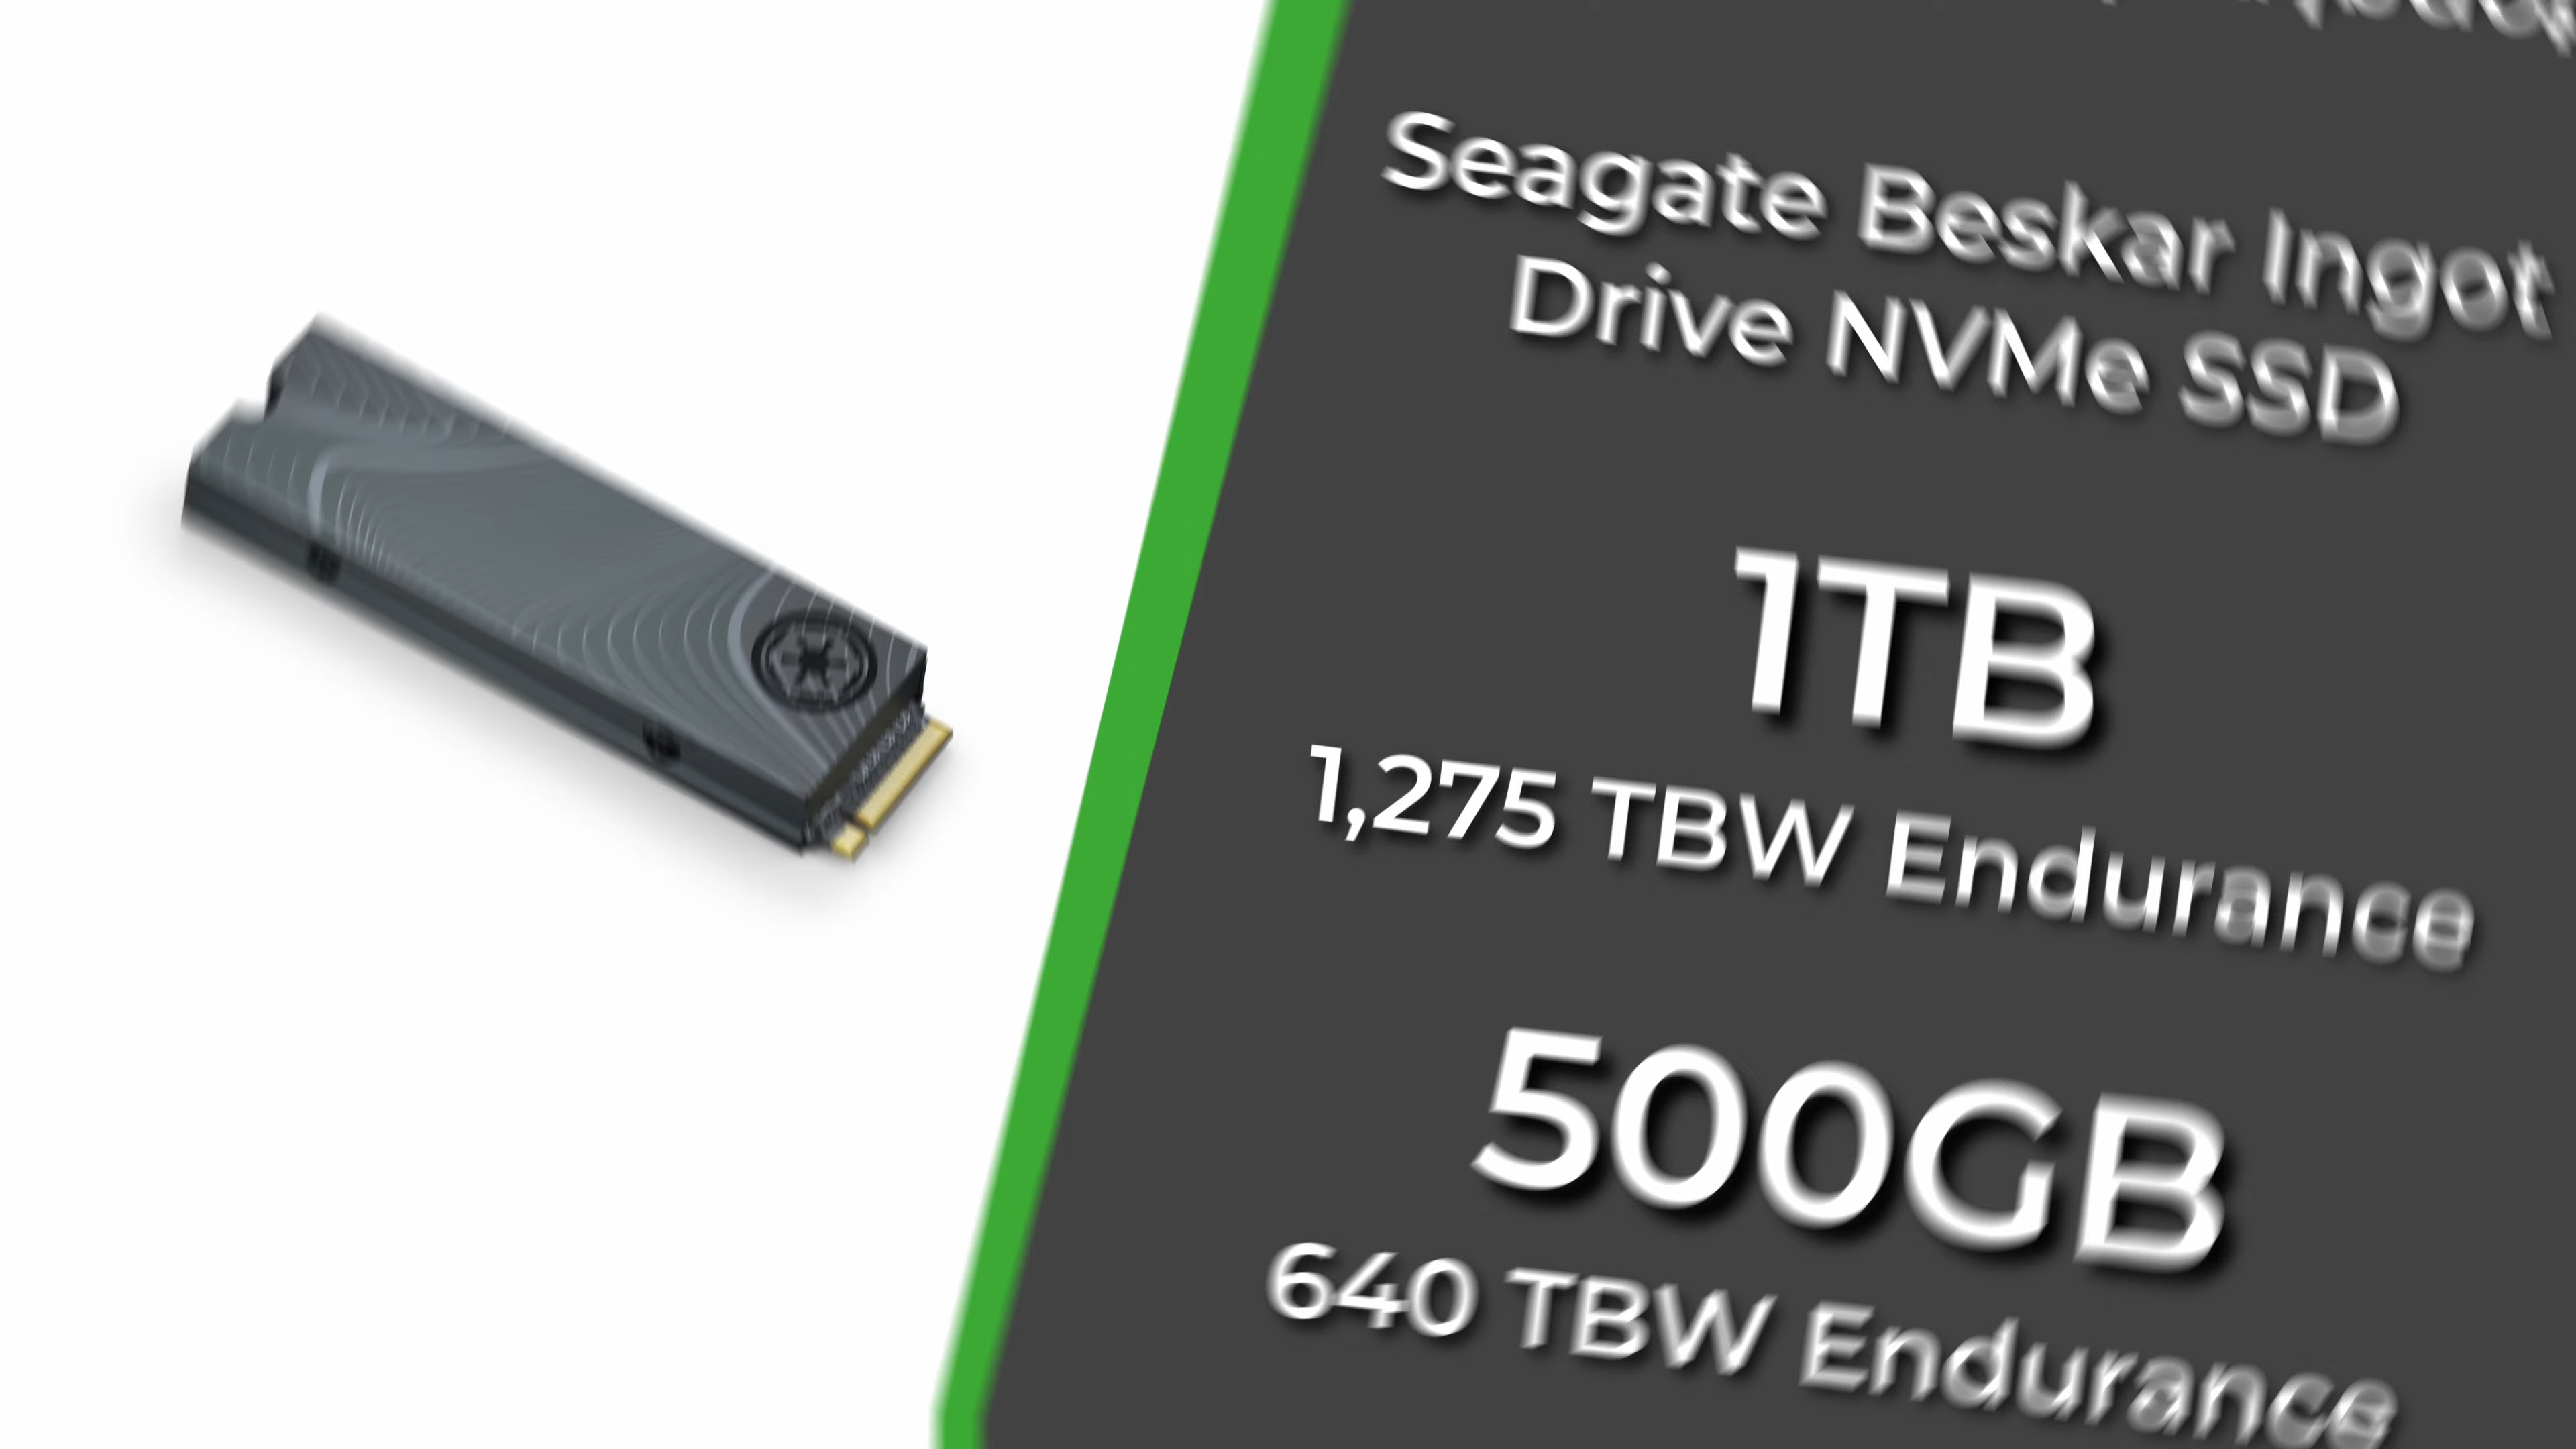 Seagate Beskar Ingot
Drive NVMe SSD
1TB
1,275 TBW Endurance
500GB
640 TBW Endurance